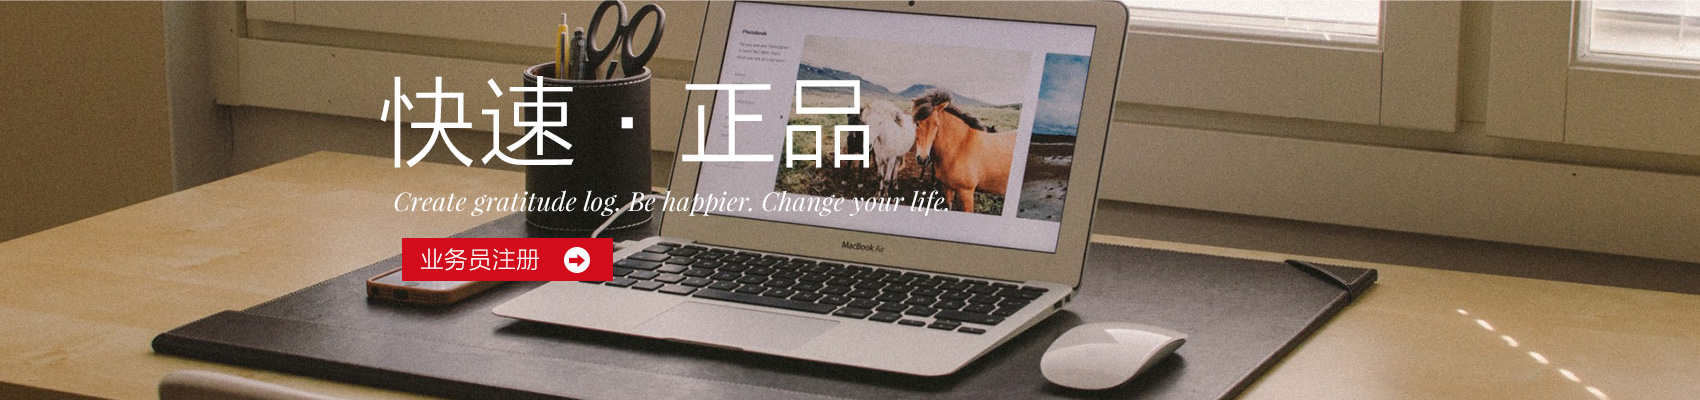 快速 · 正品
Create gratitude log. Be happier. Change your life.
业务员注册
Photobook
MacBook Air